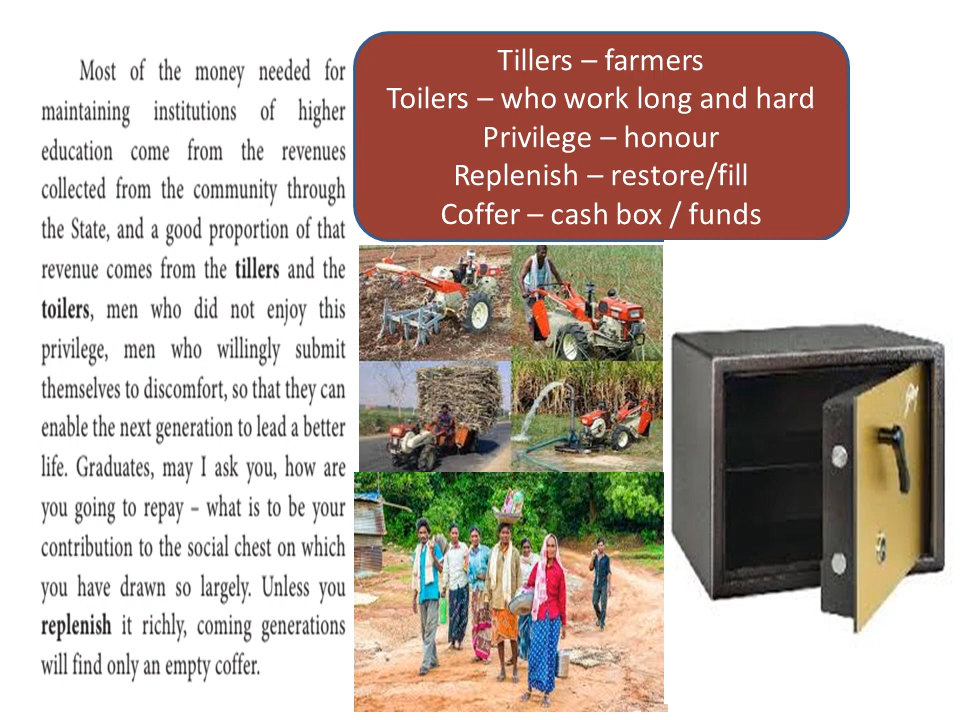 Most of the money needed for
maintaining institutions of higher
education come from the revenues
collected from the community through
the State, and a good proportion of that
revenue comes from the tillers and the
toilers, men who did not enjoy this
privilege, men who willingly submit
themselves to discomfort, so that they can
enable the next generation to lead a better
life. Graduates, may I ask you, how are
you going to repay – what is to be your
contribution to the social chest on which
you have drawn so largely. Unless you
replenish it richly, coming generations
will find only an empty coffer.
Tillers – farmers
Toilers – who work long and hard
Privilege – honour
Replenish – restore/fill
Coffer – cash box / funds